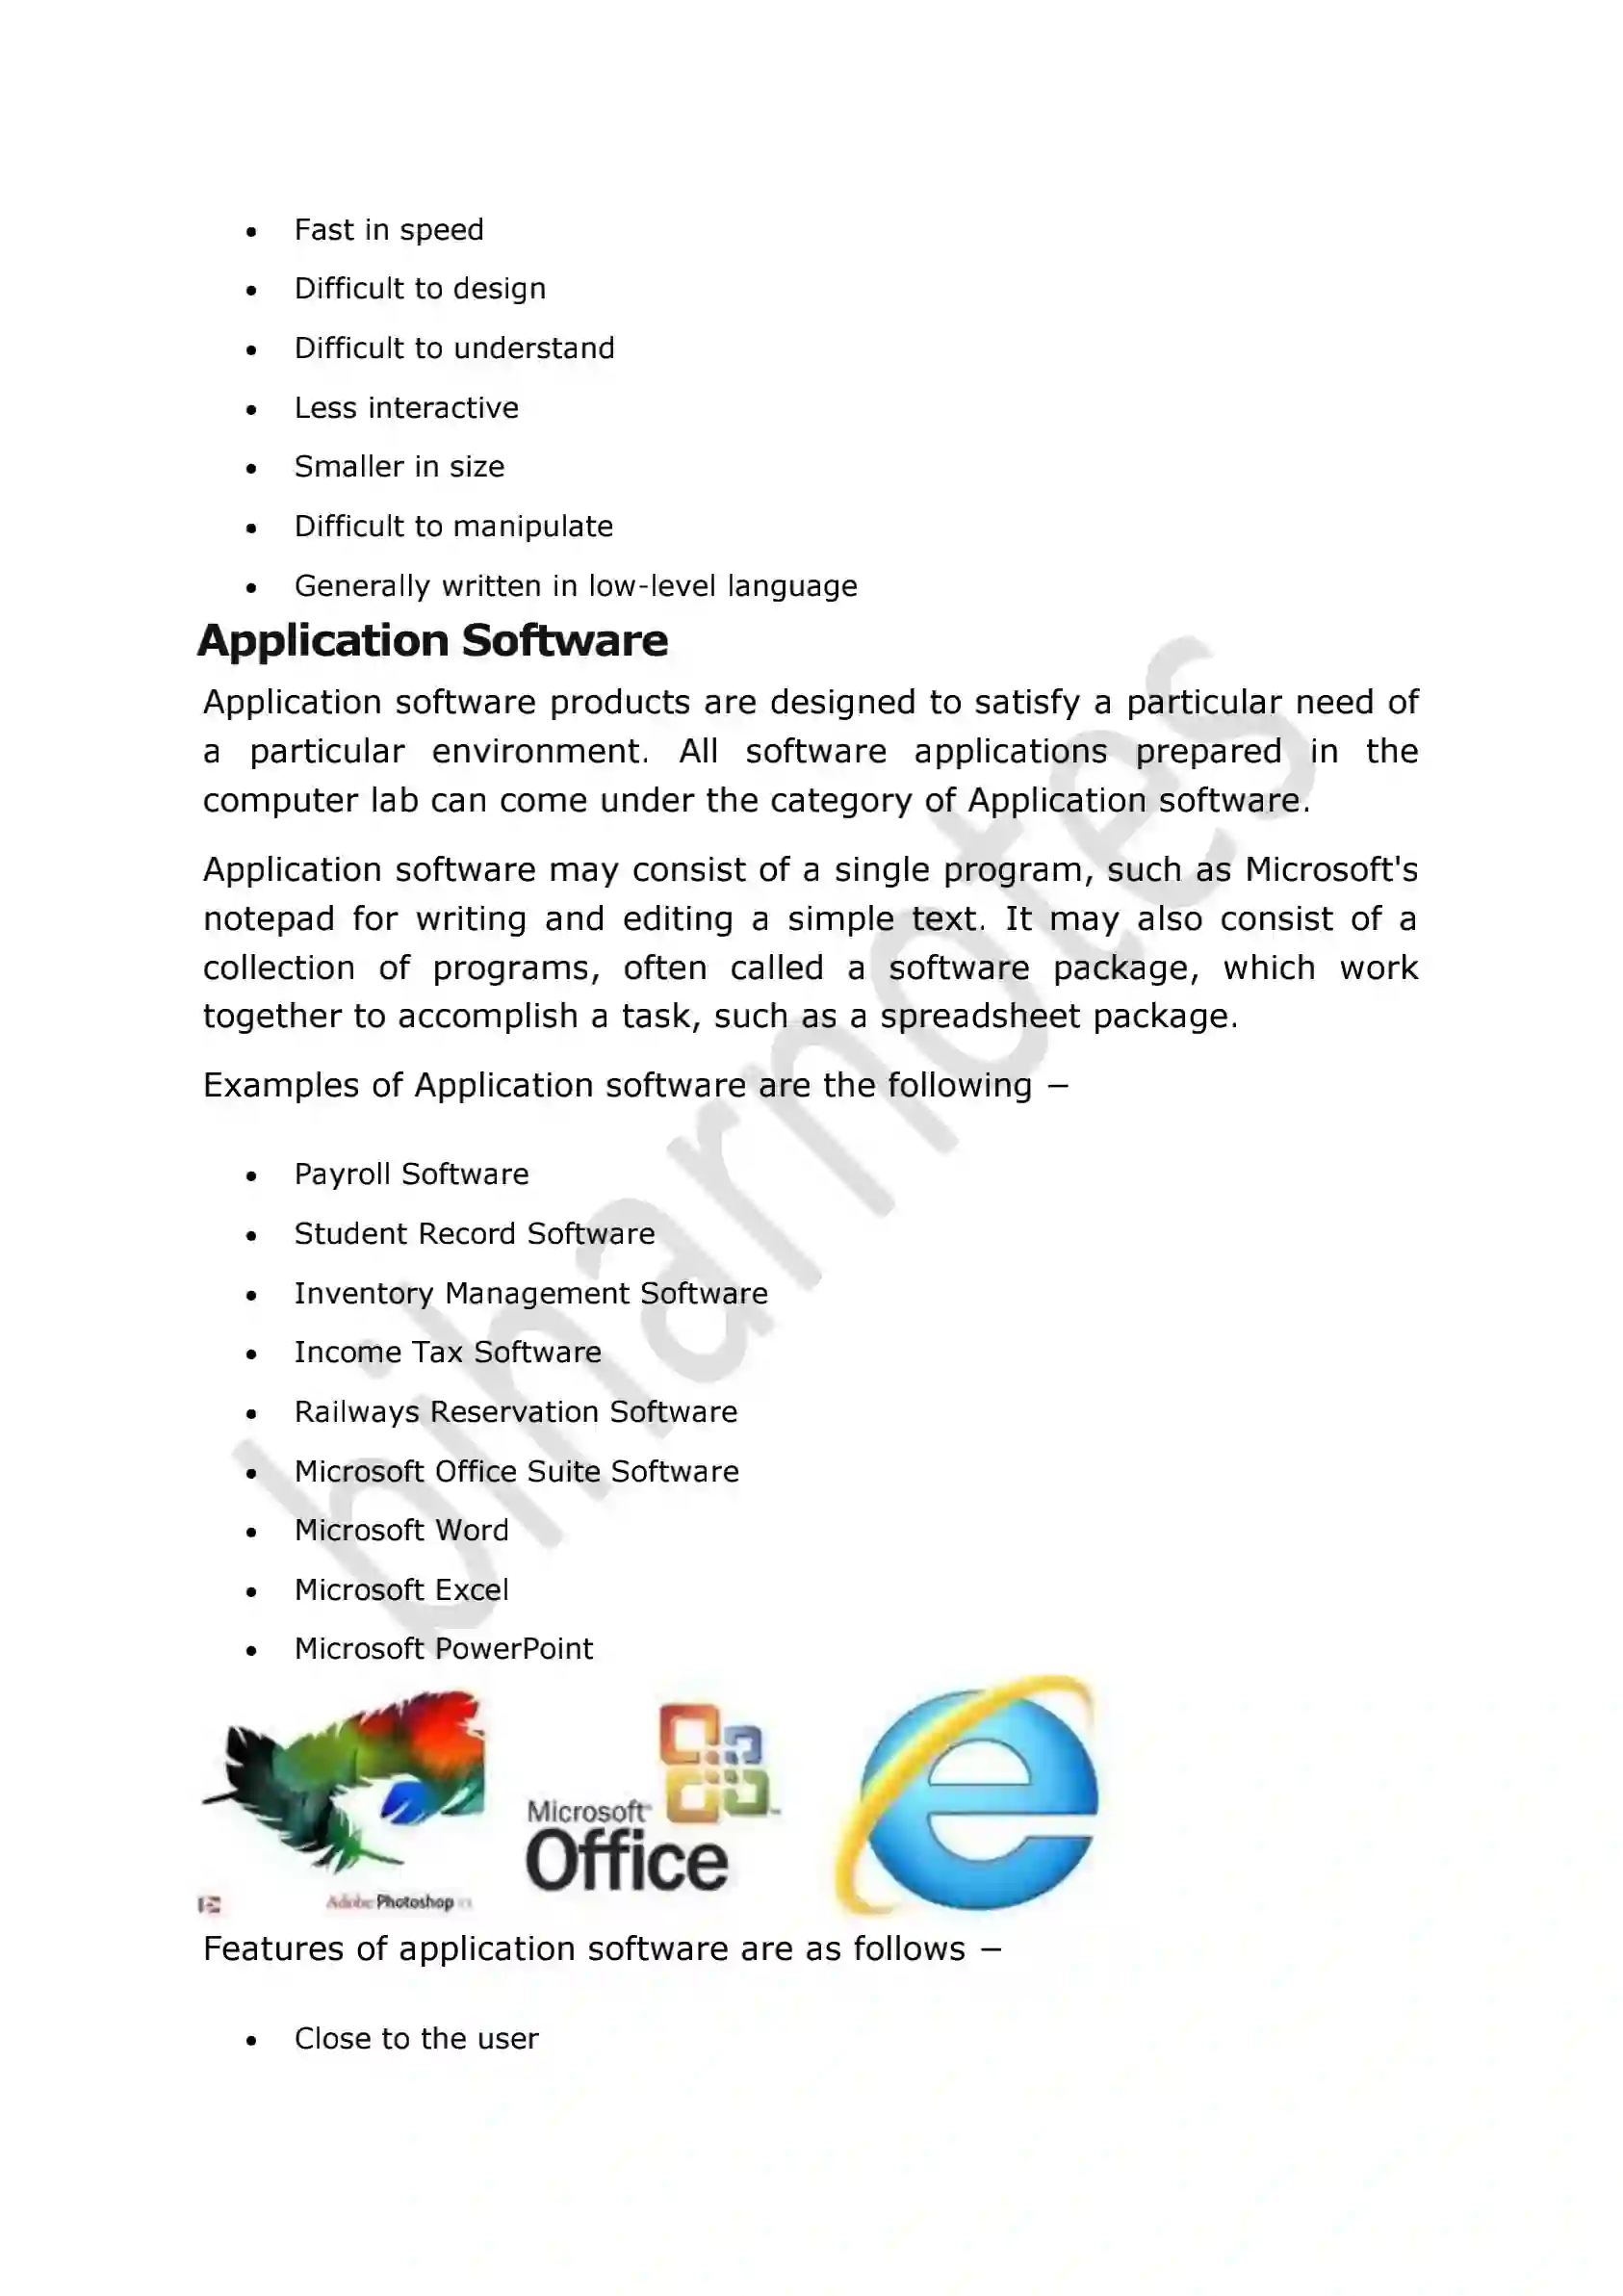 • Fast in speed
• Difficult to design
• Difficult to understand
• Less interactive
• Smaller in size
• Difficult to manipulate
• Generally written in low-level language
Application Software
Application software products are designed to satisfy a particular need of
a particular environment. All software applications prepared in the
computer lab can come under the category of Application software.
Application software may consist of a single program, such as Microsoft's
notepad for writing and editing a simple text. It may also consist of a
collection of programs, often called a software package, which work
together to accomplish a task, such as a spreadsheet package.
Examples of Application software are the following −
• Payroll Software
• Student Record Software
• Inventory Management Software
• Income Tax Software
• Railways Reservation Software
• Microsoft Office Suite Software
• Microsoft Word
• Microsoft Excel
• Microsoft PowerPoint
Microsoft
Office
Adobe Photoshop
Features of application software are as follows −
• Close to the user
biharnotes